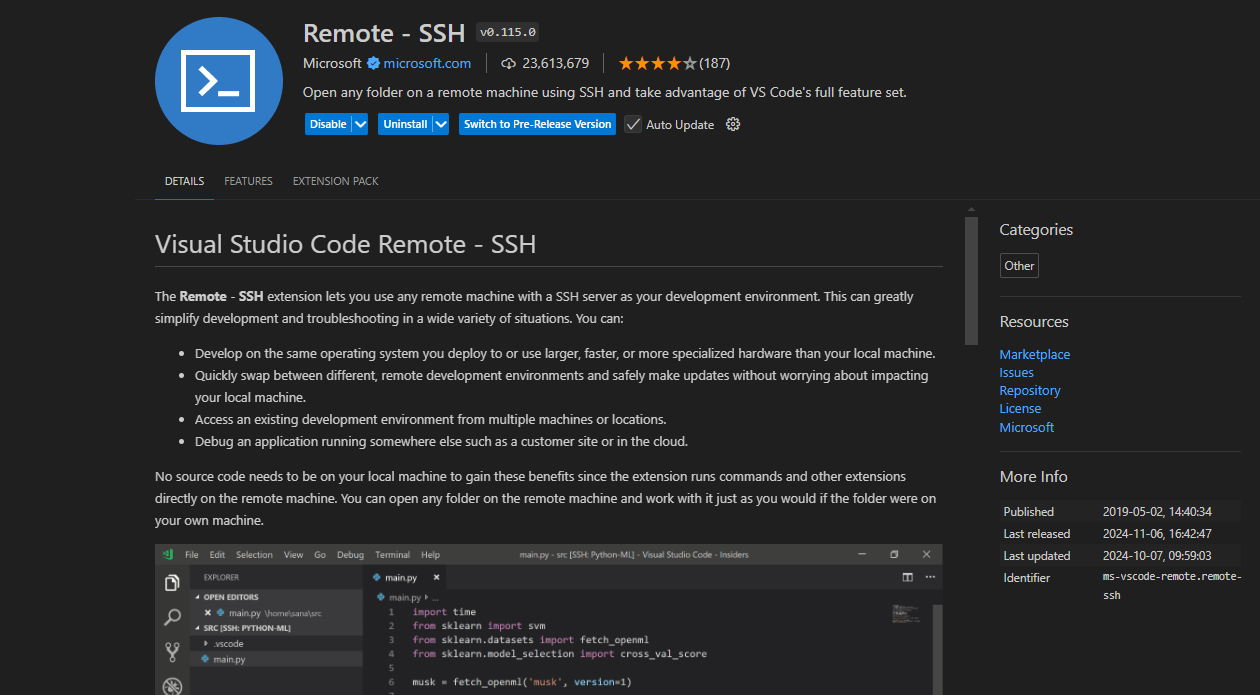 Remote - SSH v0.115.0
Microsoft microsoft.com 23,613,679 (187)
Open any folder on a remote machine using SSH and take advantage of VS Code's full feature set.
Disable Uninstall Switch to Pre-Release Version Auto Update
DETAILS FEATURES EXTENSION PACK
Visual Studio Code Remote - SSH
The Remote - SSH extension lets you use any remote machine with a SSH server as your development environment. This can greatly
simplify development and troubleshooting in a wide variety of situations. You can:
• Develop on the same operating system you deploy to or use larger, faster, or more specialized hardware than your local machine.
• Quickly swap between different, remote development environments and safely make updates without worrying about impacting
your local machine.
• Access an existing development environment from multiple machines or locations.
• Debug an application running somewhere else such as a customer site or in the cloud.
No source code needs to be on your local machine to gain these benefits since the extension runs commands and other extensions
directly on the remote machine. You can open any folder on the remote machine and work with it just as you would if the folder were on
your own machine.
File Edit Selection View Go Debug Terminal Help main.py - src [SSH: Python-ML] - Visual Studio Code - Insiders
EXPLORER
OPEN EDITORS
main.py \home\sana\src
SRC [SSH: PYTHON-ML]
.vscode
main.py
main.py
main.py ...
1 import time
2 from sklearn import svm
3 from sklearn.datasets import fetch_openml
4 from sklearn.model_selection import cross_val_score
5
6 musk = fetch_openml('musk', version=1)
Categories
Other
Resources
Marketplace
Issues
Repository
License
Microsoft
More Info
Published 2019-05-02, 14:40:34
Last released 2024-11-06, 16:42:47
Last updated 2024-10-07, 09:59:03
Identifier ms-vscode-remote.remote-
ssh